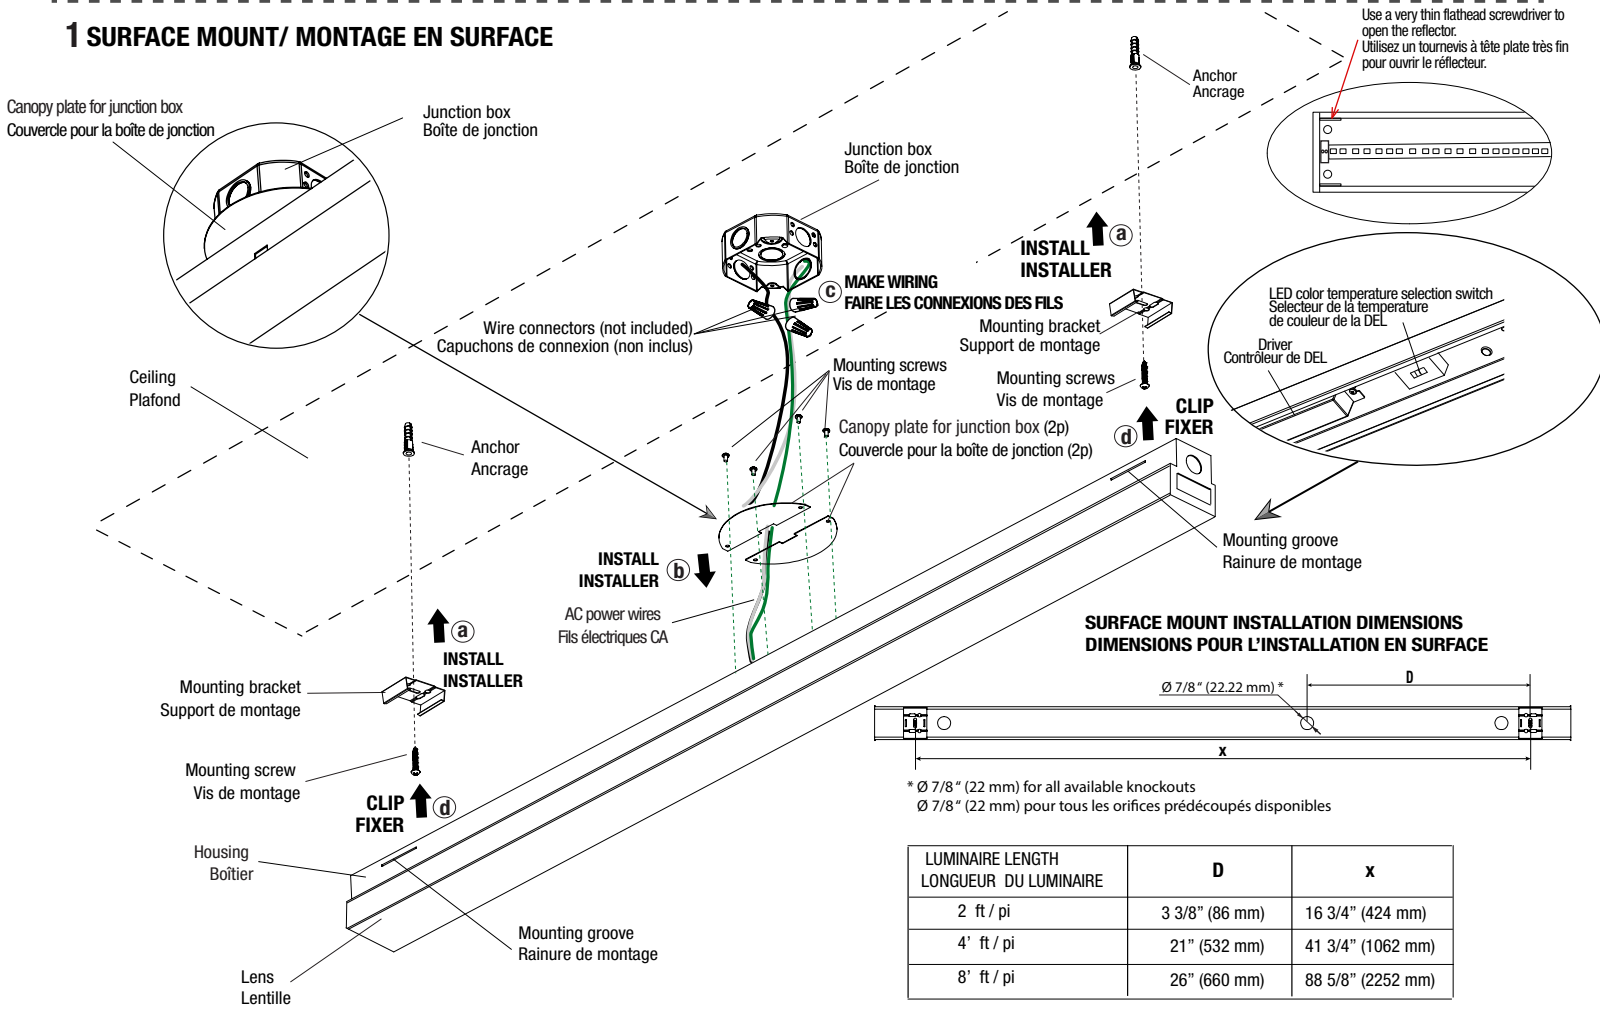 1 SURFACE MOUNT/ MONTAGE EN SURFACE
Use a very thin flathead screwdriver to
open the reflector.
Utilisez un tournevis à tête plate très fin
pour ouvrir le réflecteur.
Canopy plate for junction box
Couvercle pour la boîte de jonction
Junction box
Boîte de jonction
Anchor
Ancrage
Junction box
Boîte de jonction
INSTALL
INSTALLER
a
c
MAKE WIRING
FAIRE LES CONNEXIONS DES FILS
Wire connectors (not included)
Capuchons de connexion (non inclus)
Mounting bracket
Support de montage
LED color temperature selection switch
Selecteur de la temperature
de couleur de la DEL
Driver
Contrôleur de DEL
Ceiling
Plafond
Mounting screws
Vis de montage
Mounting screws
Vis de montage
CLIP
FIXER
d
Canopy plate for junction box (2p)
Couvercle pour la boîte de jonction (2p)
Anchor
Ancrage
Mounting groove
Rainure de montage
INSTALL
INSTALLER
b
AC power wires
Fils électriques CA
a
INSTALL
INSTALLER
Mounting bracket
Support de montage
Mounting screw
Vis de montage
CLIP
FIXER
d
Housing
Boîtier
Mounting groove
Rainure de montage
Lens
Lentille
SURFACE MOUNT INSTALLATION DIMENSIONS
DIMENSIONS POUR L’INSTALLATION EN SURFACE
D
Ø 7/8“ (22.22 mm) *
x
* Ø 7/8“ (22 mm) for all available knockouts
Ø 7/8“ (22 mm) pour tous les orifices prédécoupés disponibles
LUMINAIRE LENGTH
LONGUEUR DU LUMINAIRE
D
x
2 ft / pi
3 3/8” (86 mm)
16 3/4” (424 mm)
4’ ft / pi
21” (532 mm)
41 3/4” (1062 mm)
8’ ft / pi
26” (660 mm)
88 5/8” (2252 mm)